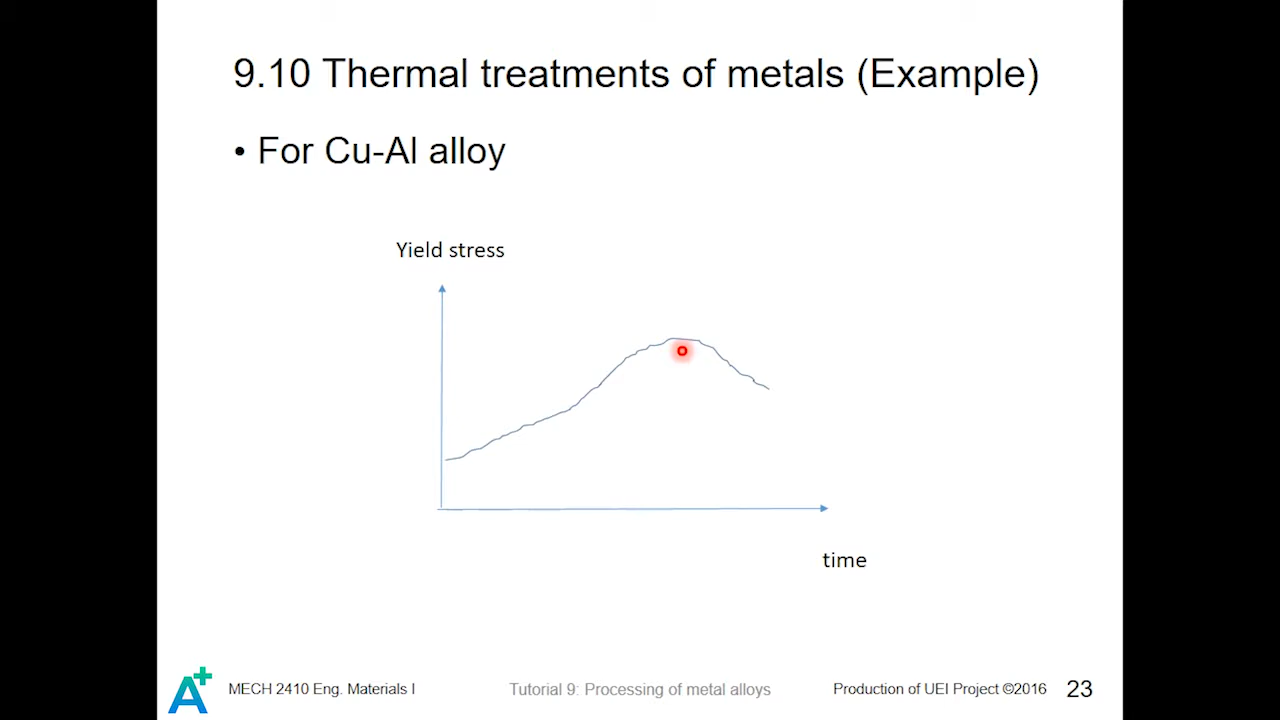 9.10 Thermal treatments of metals (Example)
• For Cu-Al alloy
Yield stress
time
A+
MECH 2410 Eng. Materials I
Tutorial 9: Processing of metal alloys
Production of UEI Project ©2016
23